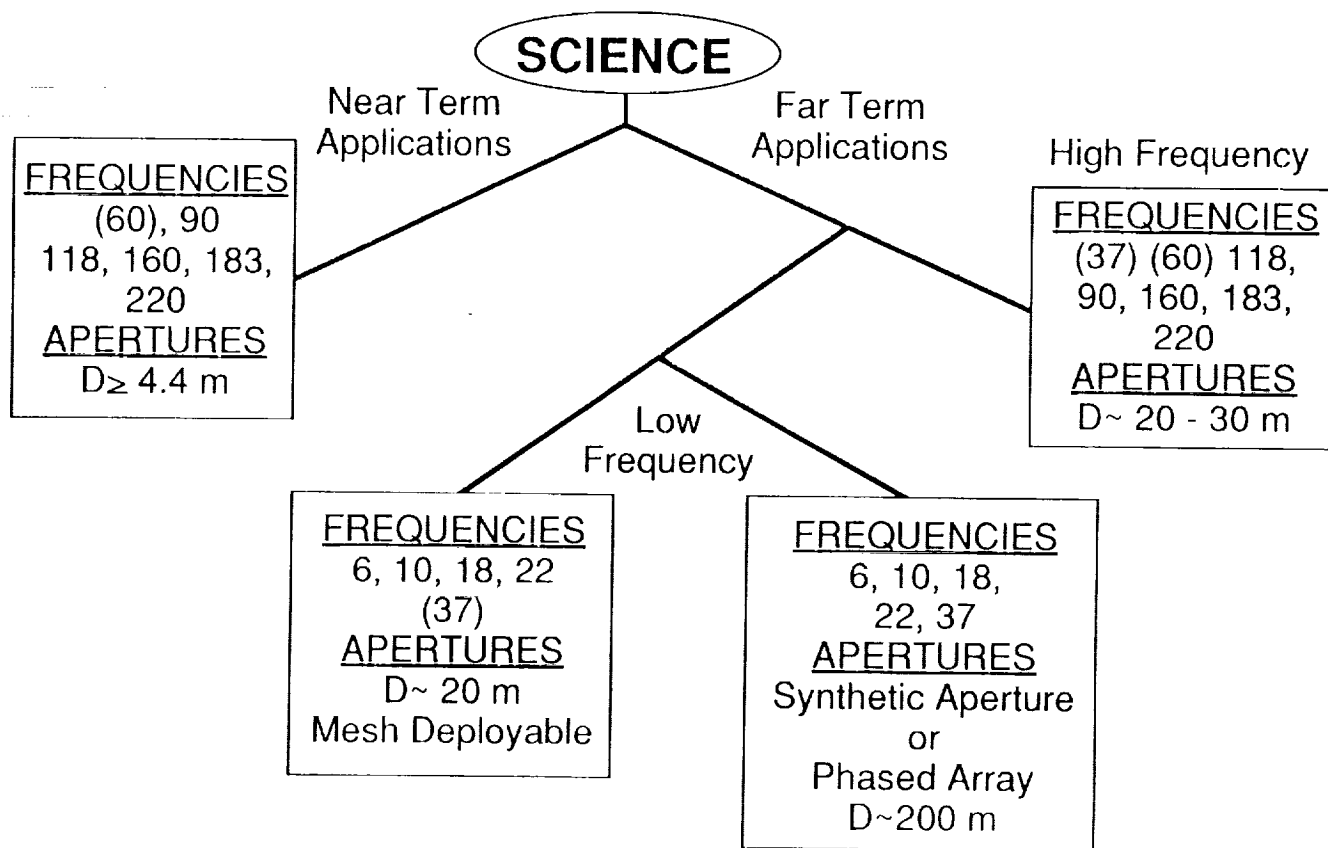 SCIENCE
Near Term
Applications
Far Term
Applications
High Frequency
FREQUENCIES
(60), 90
118, 160, 183,
220
APERTURES
D≥ 4.4 m
FREQUENCIES
(37) (60) 118,
90, 160, 183,
220
APERTURES
D~ 20 - 30 m
Low
Frequency
FREQUENCIES
6, 10, 18, 22
(37)
APERTURES
D~ 20 m
Mesh Deployable
FREQUENCIES
6, 10, 18,
22, 37
APERTURES
Synthetic Aperture
or
Phased Array
D~200 m